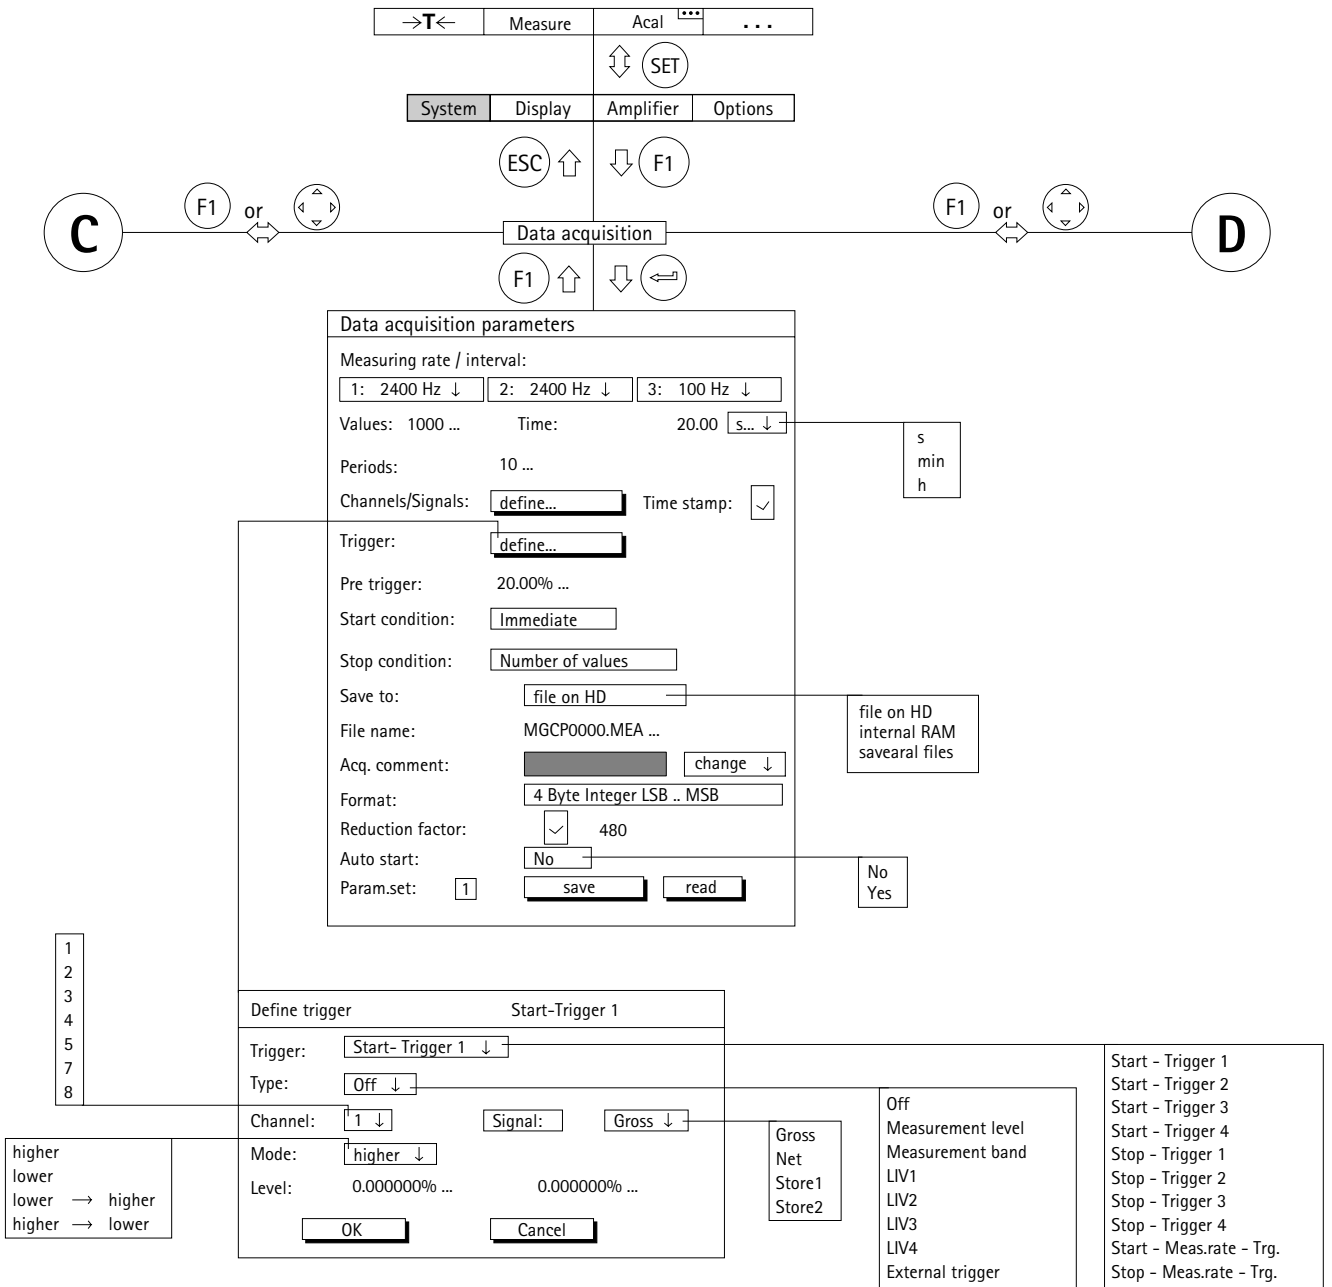 →T← Measure Acal ... . . .
SET
System Display Amplifier Options
ESC F1
C F1 or Data acquisition F1 or D
F1
Data acquisition parameters
Measuring rate / interval:
1: 2400 Hz ↓ 2: 2400 Hz ↓ 3: 100 Hz ↓
Values: 1000 ... Time: 20.00 s... ↓
s
min
h
Periods: 10 ...
Channels/Signals: define... Time stamp:
Trigger: define...
Pre trigger: 20.00% ...
Start condition: Immediate
Stop condition: Number of values
Save to: file on HD
file on HD
internal RAM
savearal files
File name: MGCP0000.MEA ...
Acq. comment: change ↓
Format: 4 Byte Integer LSB .. MSB
Reduction factor: 480
Auto start: No
No
Yes
Param.set: 1 save read
1
2
3
4
5
7
8
Define trigger Start-Trigger 1
Trigger: Start- Trigger 1 ↓
Type: Off ↓
Channel: 1 ↓ Signal: Gross ↓
Mode: higher ↓
Level: 0.000000% ... 0.000000% ...
OK Cancel
higher
lower
lower → higher
higher → lower
Gross
Net
Store1
Store2
Off
Measurement level
Measurement band
LIV1
LIV2
LIV3
LIV4
External trigger
Start - Trigger 1
Start - Trigger 2
Start - Trigger 3
Start - Trigger 4
Stop - Trigger 1
Stop - Trigger 2
Stop - Trigger 3
Stop - Trigger 4
Start - Meas.rate - Trg.
Stop - Meas.rate - Trg.